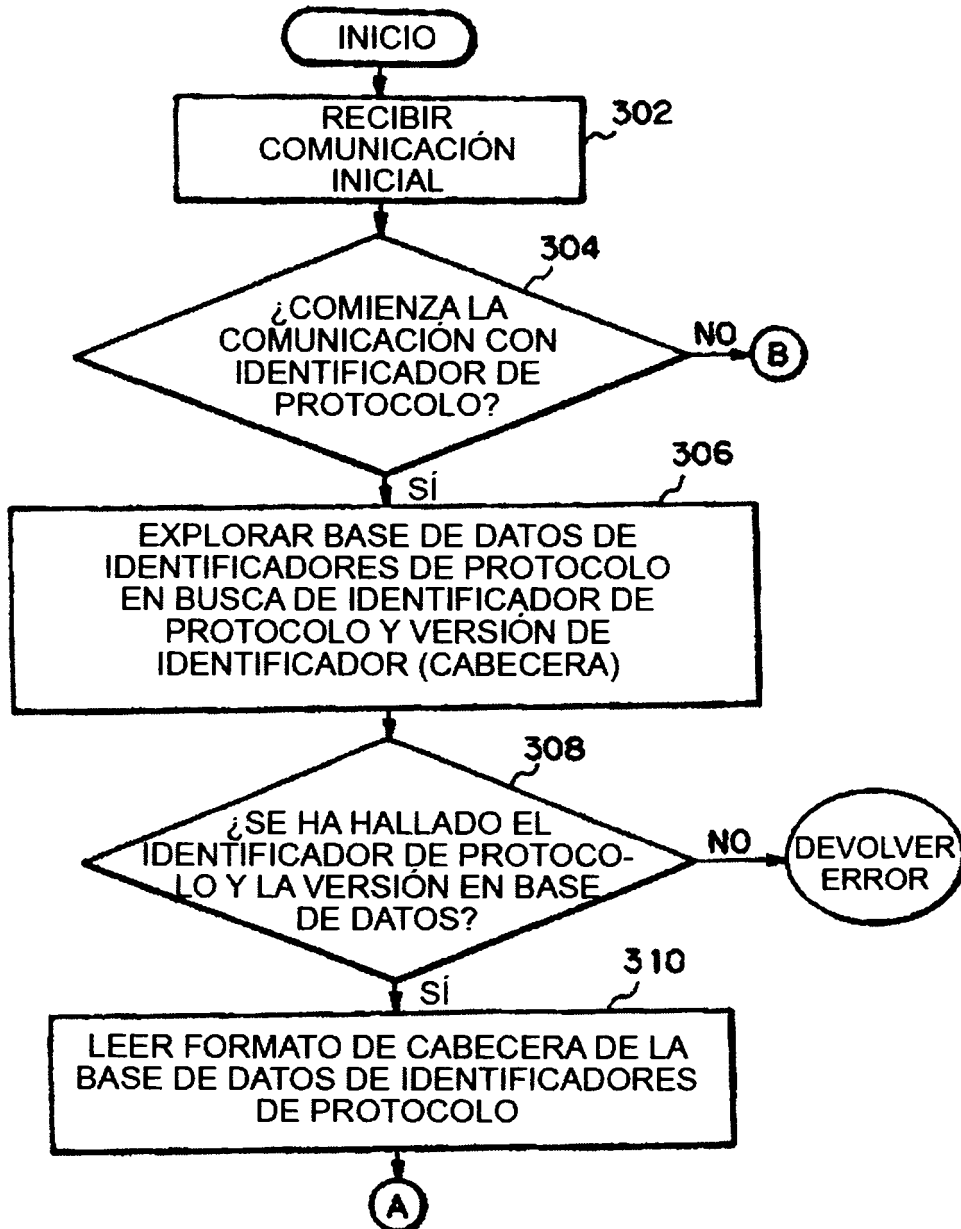 INICIO
RECIBIR
COMUNICACIÓN
INICIAL
302
304
¿COMIENZA LA
COMUNICACIÓN CON
IDENTIFICADOR DE
PROTOCOLO?
NO
B
SÍ
306
EXPLORAR BASE DE DATOS DE
IDENTIFICADORES DE PROTOCOLO
EN BUSCA DE IDENTIFICADOR DE
PROTOCOLO Y VERSIÓN DE
IDENTIFICADOR (CABECERA)
308
¿SE HA HALLADO EL
IDENTIFICADOR DE PROTOCO-
LO Y LA VERSIÓN EN BASE
DE DATOS?
NO
DEVOLVER
ERROR
SÍ
310
LEER FORMATO DE CABECERA DE LA
BASE DE DATOS DE IDENTIFICADORES
DE PROTOCOLO
A